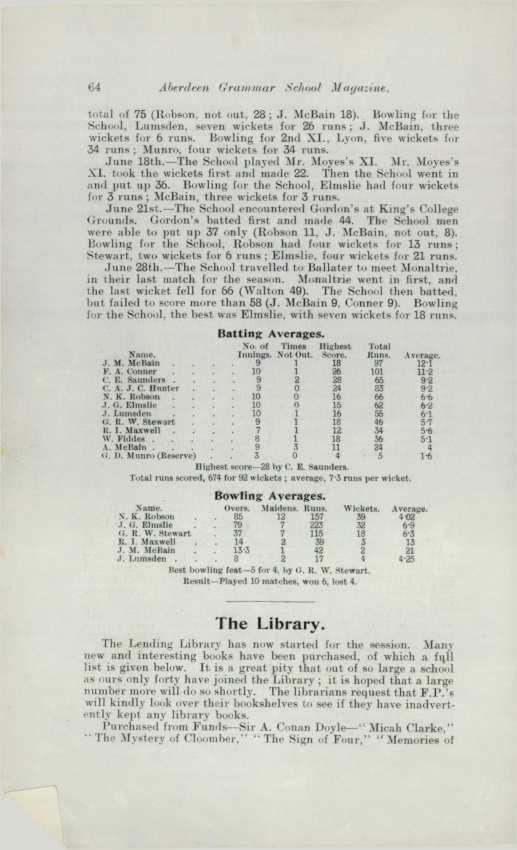 64 Aberdeen Grammar School Magazine.
total of 75 (Robson, not out, 28; J. McBain 18). Bowling for the
School, Lumsden, seven wickets for 26 runs; J. McBain, three
wickets for 6 runs. Bowling for 2nd XI., Lyon, five wickets for
34 runs; Munro, four wickets for 34 runs.
June 18th.—The School played Mr. Moyes's XI. Mr. Moyes's
XI. took the wickets first and made 22. Then the School went in
and put up 36. Bowling for the School, Elmslie had four wickets
for 3 runs; McBain, three wickets for 3 runs.
June 21st.—The School encountered Gordon's at King's College
Grounds. Gordon's batted first and made 44. The School men
were able to put up 37 only (Robson 11, J. McBain, not out, 8).
Bowling for the School, Robson had four wickets for 13 runs;
Stewart, two wickets for 6 runs; Elmslie, four wickets for 21 runs.
June 28th.—The School travelled to Ballater to meet Monaltrie,
in their last match for the season. Monaltrie went in first, and
the last wicket fell for 66 (Walton 49). The School then batted,
but failed to score more than 58 (J. McBain 9, Conner 9). Bowling
for the School, the best was Elmslie, with seven wickets for 18 runs.
Batting Averages.
No. of Times Highest Total
Name. Innings. Not Out. Score. Runs. Average.
J. M. McBain . . . . 9 1 18 97 12·1
F. A. Conner . . . . 10 1 26 101 11·2
C. E. Saunders . . . . 9 2 28 65 9·2
C. A. J. C. Hunter . . . 9 0 24 83 9·2
N. K. Robson . . . . 10 0 16 66 6·6
J. G. Elmslie . . . . 10 0 15 62 6·2
J. Lumsden . . . . 10 1 16 55 6·1
G. R. W. Stewart . . . 9 1 18 46 5·7
R. I. Maxwell . . . . 7 1 12 34 5·6
W. Fiddes . . . . . 8 1 18 36 5·1
A. McBain . . . . . 9 3 11 24 4
G. D. Munro (Reserve) . . 3 0 4 5 1·6
Highest score—28 by C. E. Saunders.
Total runs scored, 674 for 92 wickets; average, 7·3 runs per wicket.
Bowling Averages.
Name. Overs. Maidens. Runs. Wickets. Average.
N. K. Robson . . 85 12 157 39 4·02
J. G. Elmslie . . 79 7 223 32 6·9
G. R. W. Stewart . . 37 7 115 18 6·3
R. I. Maxwell . . 14 2 39 3 13
J. M. McBain . . 13·3 1 42 2 21
J. Lumsden . . . 8 2 17 4 4·25
Best bowling feat—5 for 4, by G. R. W. Stewart.
Result—Played 10 matches, won 6, lost 4.
The Library.
The Lending Library has now started for the session. Many
new and interesting books have been purchased, of which a full
list is given below. It is a great pity that out of so large a school
as ours only forty have joined the Library; it is hoped that a large
number more will do so shortly. The librarians request that F.P.'s
will kindly look over their bookshelves to see if they have inadvert-
ently kept any library books.
Purchased from Funds—Sir A. Conan Doyle—"Micah Clarke,"
"The Mystery of Cloomber," "The Sign of Four," "Memories of